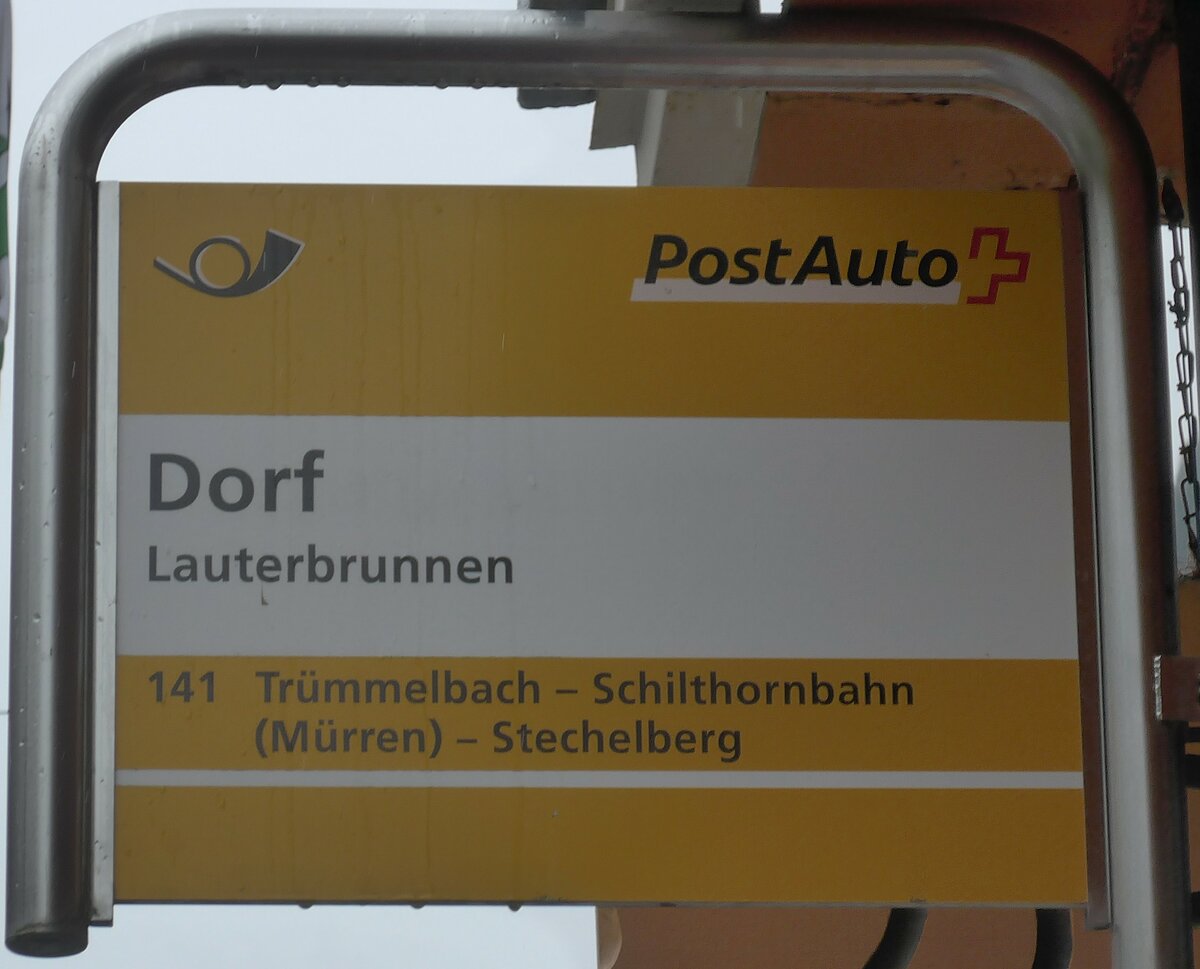 PostAuto
Dorf
Lauterbrunnen
141 Trümmelbach – Schilthornbahn
(Mürren) – Stechelberg